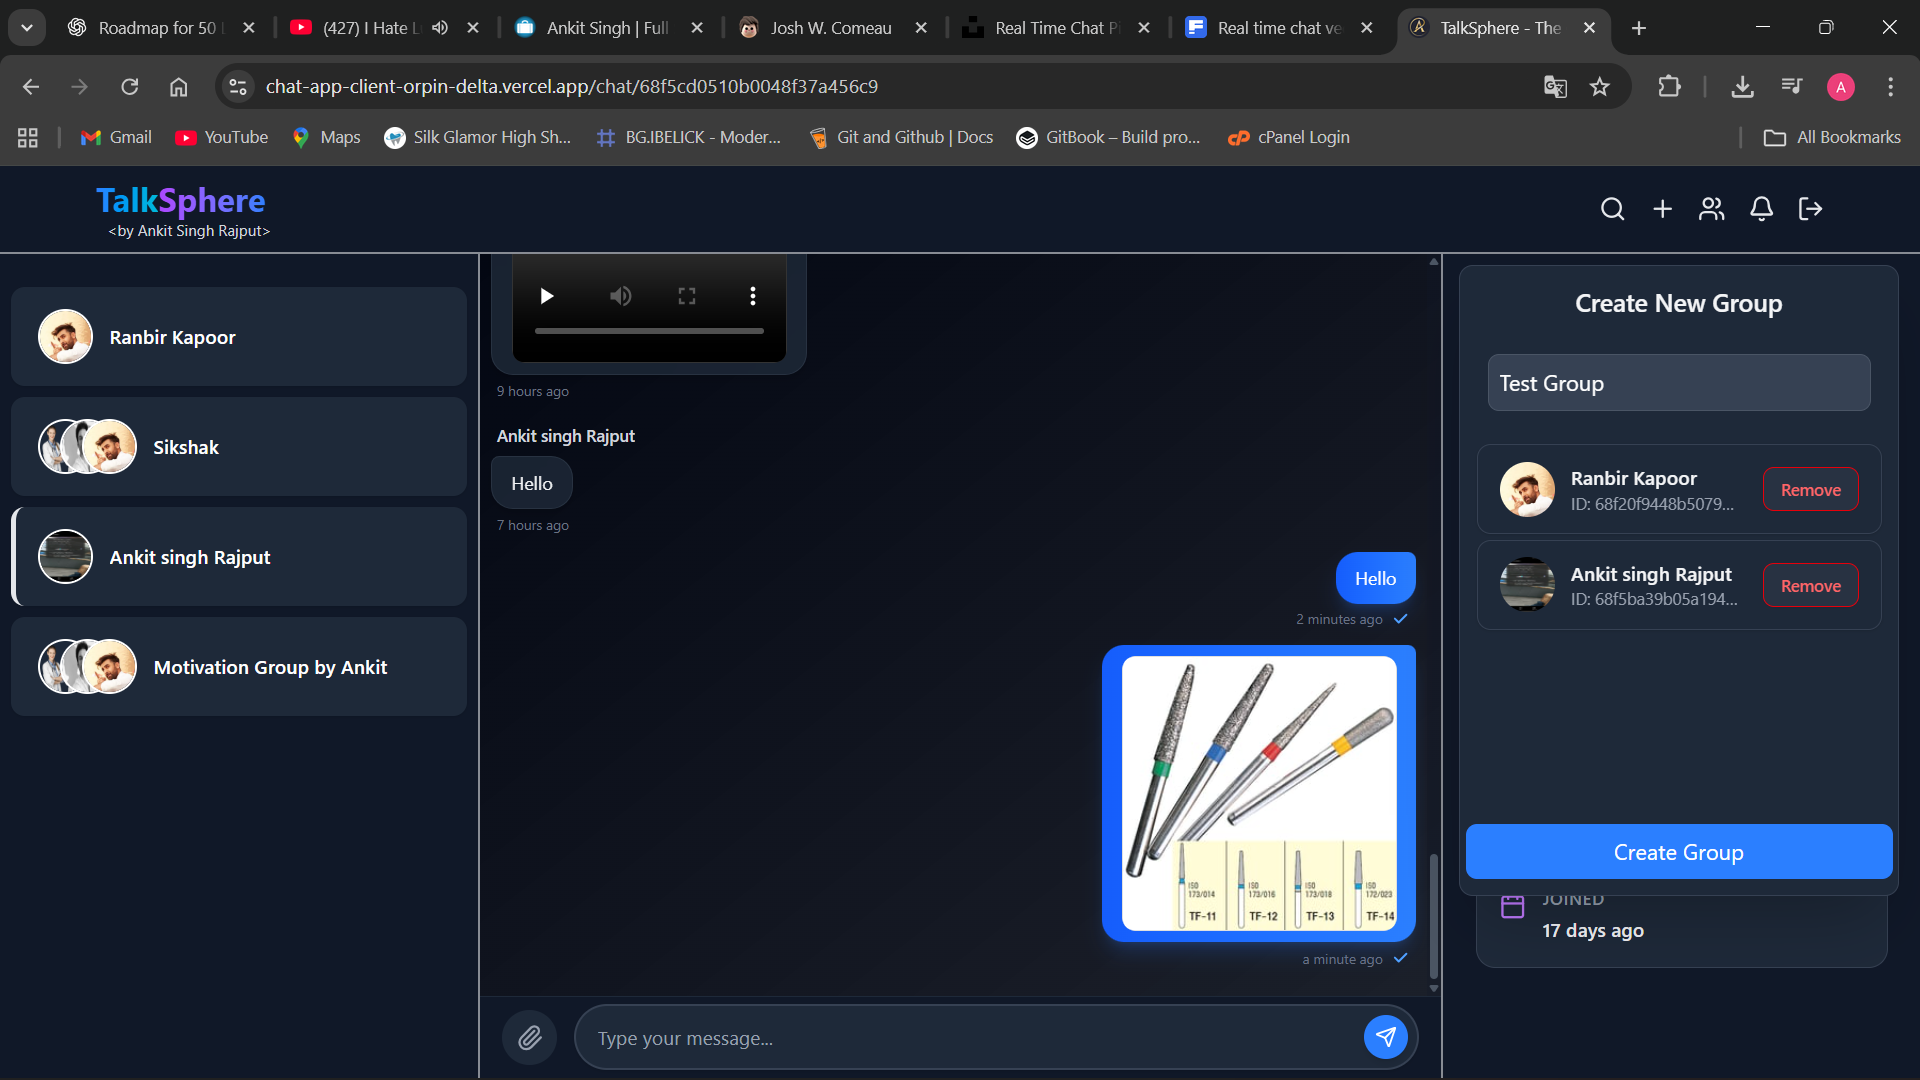 Roadmap for 50
(427) I Hate L
Ankit Singh | Full
Josh W. Comeau
Real Time Chat P
Real time chat ve
TalkSphere - The
chat-app-client-orpin-delta.vercel.app/chat/68f5cd0510b0048f37a456c9
A
Gmail
YouTube
Maps
Silk Glamor High Sh...
BG.IBELICK - Moder...
Git and Github | Docs
GitBook – Build pro...
cPanel Login
All Bookmarks
TalkSphere
<by Ankit Singh Rajput>
Ranbir Kapoor
Sikshak
Ankit singh Rajput
Motivation Group by Ankit
9 hours ago
Ankit singh Rajput
Hello
7 hours ago
Hello
2 minutes ago
ISO 173/014
TF-11
ISO 173/016
TF-12
ISO 173/018
TF-13
ISO 172/023
TF-14
a minute ago
Type your message...
Create New Group
Test Group
Ranbir Kapoor
ID: 68f20f9448b5079...
Remove
Ankit singh Rajput
ID: 68f5ba39b05a194...
Remove
Create Group
JOINED
17 days ago